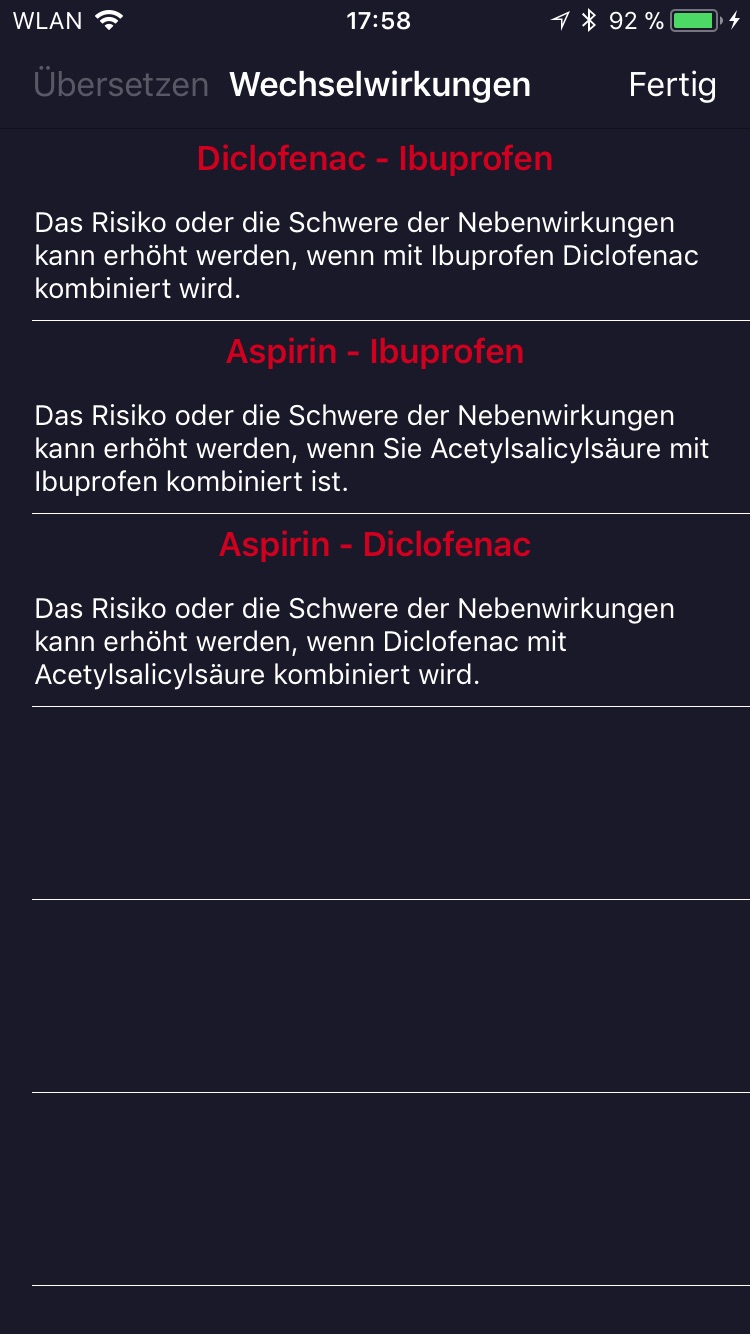 WLAN 17:58 92 %
Übersetzen Wechselwirkungen Fertig
Diclofenac - Ibuprofen
Das Risiko oder die Schwere der Nebenwirkungen
kann erhöht werden, wenn mit Ibuprofen Diclofenac
kombiniert wird.
Aspirin - Ibuprofen
Das Risiko oder die Schwere der Nebenwirkungen
kann erhöht werden, wenn Sie Acetylsalicylsäure mit
Ibuprofen kombiniert ist.
Aspirin - Diclofenac
Das Risiko oder die Schwere der Nebenwirkungen
kann erhöht werden, wenn Diclofenac mit
Acetylsalicylsäure kombiniert wird.